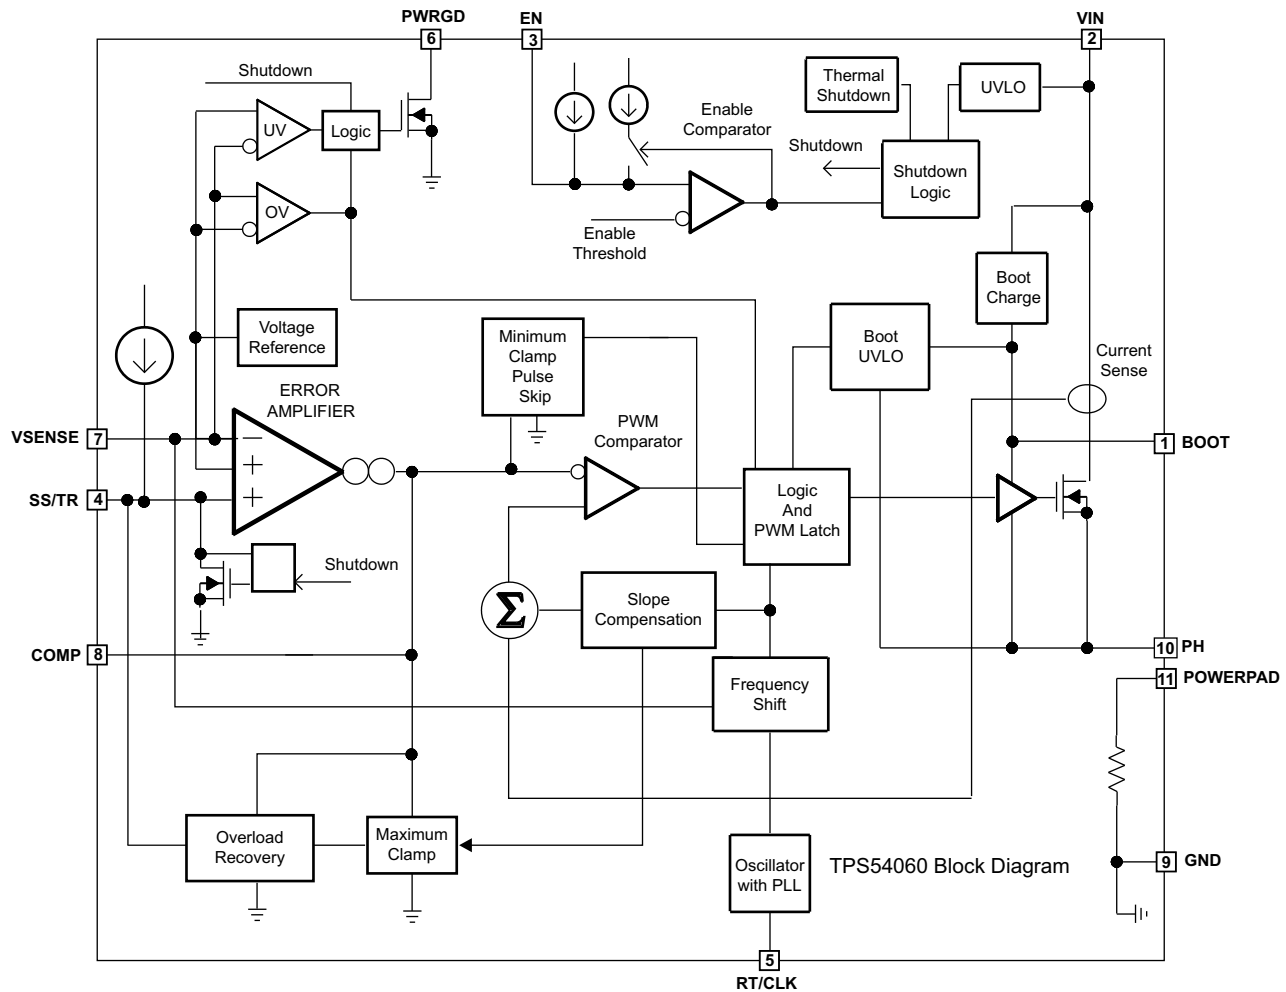 PWRGD
EN
VIN
6
3
2
Shutdown
UV
Logic
OV
Enable
Comparator
Enable
Threshold
Thermal
Shutdown
UVLO
Shutdown
Shutdown
Logic
Boot
Charge
Voltage
Reference
Minimum
Clamp
Pulse
Skip
Boot
UVLO
Current
Sense
ERROR
AMPLIFIER
PWM
Comparator
VSENSE
7
−
+
+
SS/TR
4
1
BOOT
Logic
And
PWM Latch
Shutdown
Σ
Slope
Compensation
COMP
8
10
PH
11
POWERPAD
Frequency
Shift
Overload
Recovery
Maximum
Clamp
Oscillator
with PLL
TPS54060 Block Diagram
9
GND
5
RT/CLK